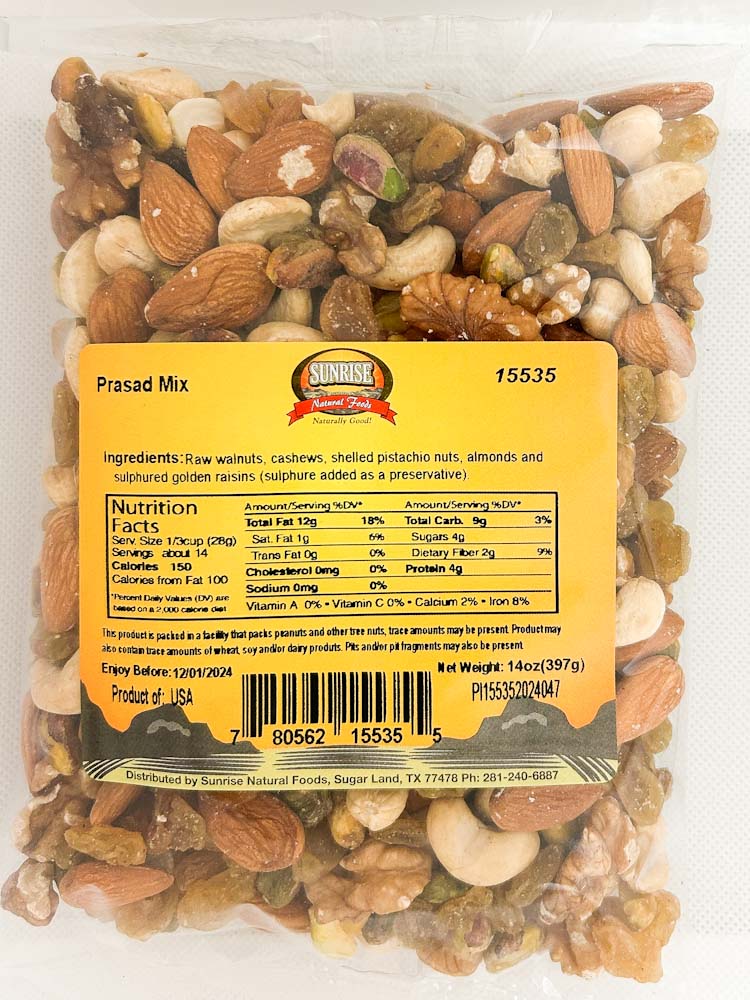 Prasad Mix
SUNRISE
Natural Foods
Naturally Good!
15535
Ingredients: Raw walnuts, cashews, shelled pistachio nuts, almonds and
sulphured golden raisins (sulphure added as a preservative).
Nutrition
Facts
Serv. Size 1/3cup (28g)
Servings about 14
Calories 150
Calories from Fat 100
*Percent Daily Values (DV) are
based on a 2,000 calorie diet
Amount/Serving %DV* Amount/Serving %DV*
Total Fat 12g 18% Total Carb. 9g 3%
Sat. Fat 1g 6% Sugars 4g
Trans Fat 0g 0% Dietary Fiber 2g 9%
Cholesterol 0mg 0% Protein 4g
Sodium 0mg 0%
Vitamin A 0% • Vitamin C 0% • Calcium 2% • Iron 8%
This product is packed in a facility that packs peanuts and other tree nuts, trace amounts may be present. Product may
also contain trace amounts of wheat, soy and/or dairy produts. Pits and/or pit fragments may also be present
Enjoy Before: 12/01/2024
Net Weight: 14oz(397g)
Product of: USA
PI155352024047
7 80562 15535 5
Distributed by Sunrise Natural Foods, Sugar Land, TX 77478 Ph: 281-240-6887